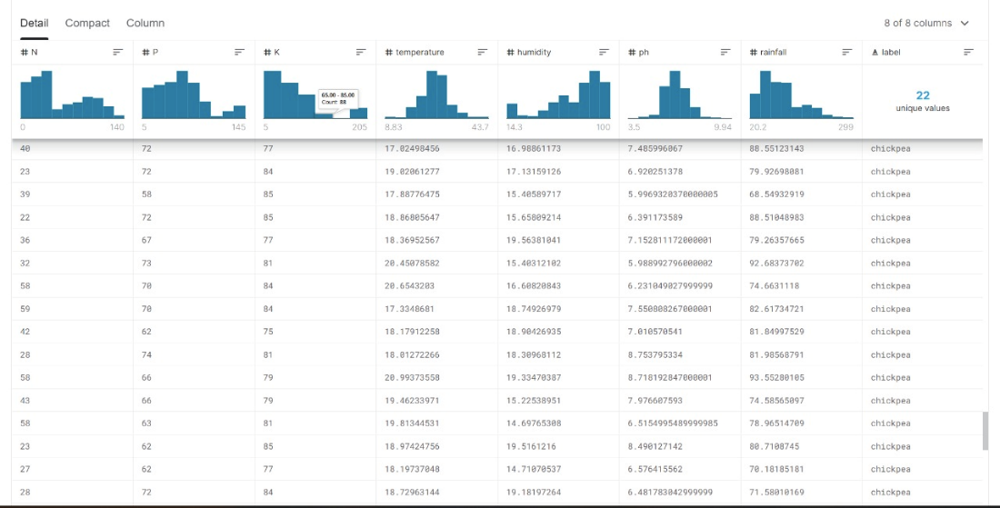 Detail Compact Column 8 of 8 columns
# N # P # K # temperature # humidity # ph # rainfall A label
65.00 - 85.00
Count: 88
22
unique values
0 140 5 145 5 205 8.83 43.7 14.3 100 3.5 9.94 20.2 299
40 72 77 17.02498456 16.98861173 7.485996067 88.55123143 chickpea
23 72 84 19.02061277 17.13159126 6.920251378 79.92698081 chickpea
39 58 85 17.88776475 15.40589717 5.9969320370000005 68.54932919 chickpea
22 72 85 18.86805647 15.65809214 6.391173589 88.51048983 chickpea
36 67 77 18.36952567 19.56381041 7.152811172000001 79.26357665 chickpea
32 73 81 20.45078582 15.40312102 5.988992796000002 92.68373702 chickpea
58 70 84 20.6543203 16.60820843 6.231049027999999 74.6631118 chickpea
59 70 84 17.3348681 18.74926979 7.550808267000001 82.61734721 chickpea
42 62 75 18.17912258 18.90426935 7.010570541 81.84997529 chickpea
28 74 81 18.01272266 18.30968112 8.753795334 81.98568791 chickpea
58 66 79 20.99373558 19.33470387 8.718192847000001 93.55280105 chickpea
43 66 79 19.46233971 15.22538951 7.976607593 74.58565097 chickpea
58 63 81 19.81344531 14.69765308 6.5154995489999985 78.96514709 chickpea
23 62 85 18.97424756 19.5161216 8.490127142 80.7108745 chickpea
27 62 77 18.19737048 14.71070537 6.576415562 70.18185181 chickpea
28 72 84 18.72963144 19.18197264 6.481783042999999 71.58010169 chickpea